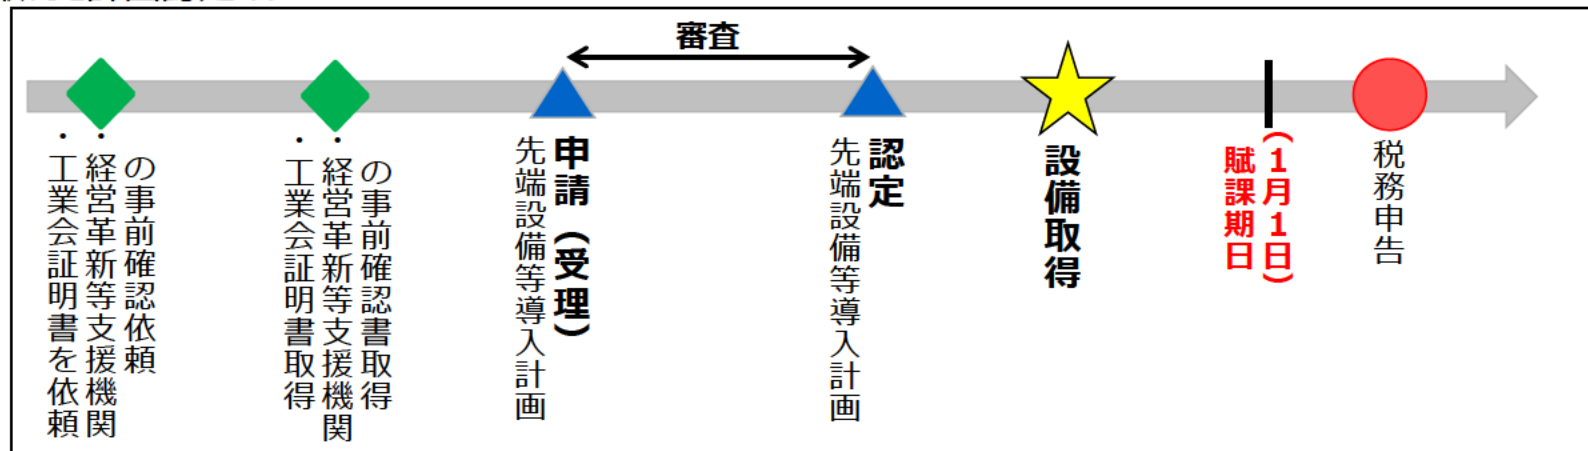 審査
・経営革新等支援機関
の事前確認依頼
・工業会証明書を依頼
・経営革新等支援機関
の事前確認書取得
・工業会証明書取得
先端設備等導入計画
申請（受理）
先端設備等導入計画
認定
設備取得
賦課期日
（1月1日）
税務申告